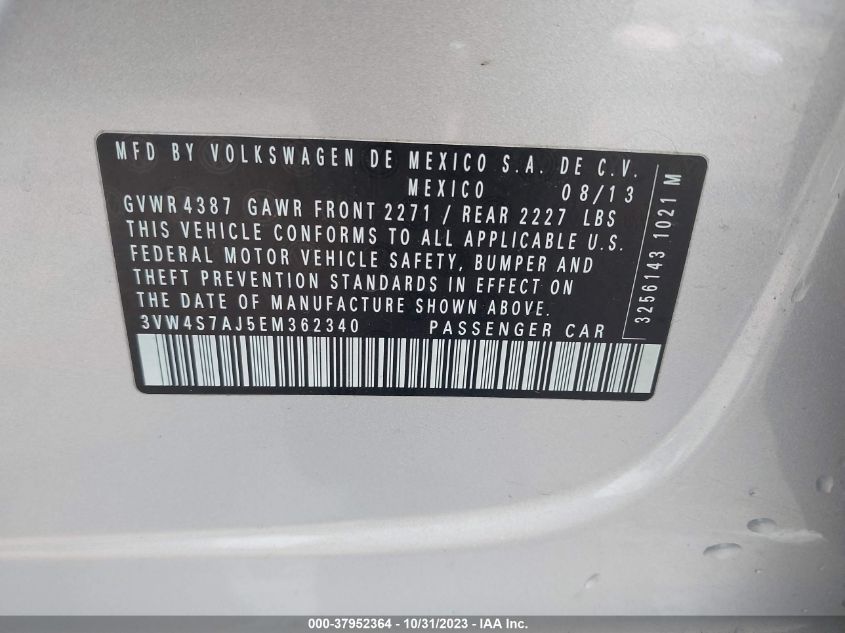 MFD BY VOLKSWAGEN DE MEXICO S.A. DE C.V.
MEXICO 08/13
GVWR 4387 GAWR FRONT 2271 / REAR 2227 LBS
THIS VEHICLE CONFORMS TO ALL APPLICABLE U.S.
FEDERAL MOTOR VEHICLE SAFETY, BUMPER AND
THEFT PREVENTION STANDARDS IN EFFECT ON
THE DATE OF MANUFACTURE SHOWN ABOVE.
3VW4S7AJ5EM362340 PASSENGER CAR
3256143 1021 M
000-37952364 - 10/31/2023 - IAA Inc.